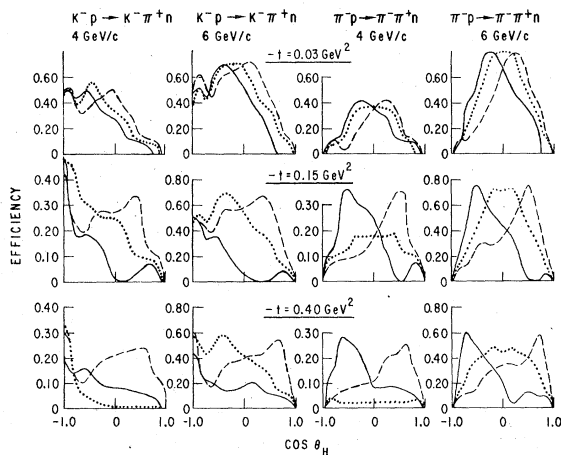 K⁻p → K⁻π⁺n K⁻p → K⁻π⁺n π⁻p → π⁻π⁺n π⁻p → π⁻π⁺n
4 GeV/c 6 GeV/c 4 GeV/c 6 GeV/c
-t = 0.03 GeV²
0.60 0.60 0.60 0.60
0.40 0.40 0.40 0.40
0.20 0.20 0.20 0.20
0 0 0 0
-t = 0.15 GeV²
0.40 0.80 0.40 0.80
0.30 0.60 0.30 0.60
0.20 0.40 0.20 0.40
0.10 0.20 0.10 0.20
0 0 0 0
EFFICIENCY
-t = 0.40 GeV²
0.40 0.80 0.30 0.80
0.30 0.60 0.20 0.60
0.20 0.40 0.10 0.40
0.10 0.20 0 0.20
0 0 0
-1.0 0 1.0 -1.0 0 1.0 -1.0 0 1.0 -1.0 0 1.0
COS θH